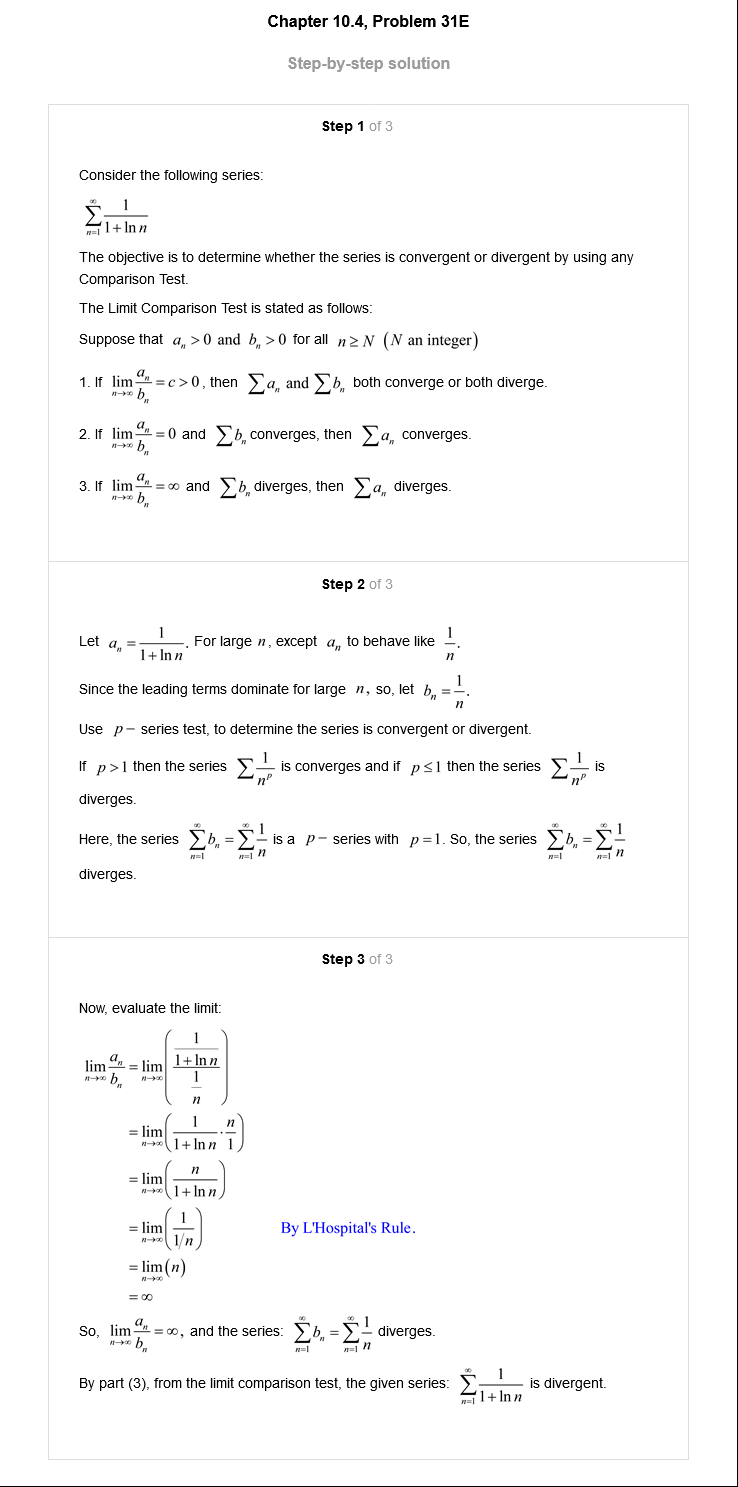 Chapter 10.4, Problem 31E
Step-by-step solution
Step 1 of 3
Consider the following series:
$\sum_{n=1}^{\infty} \frac{1}{1+\ln n}$
The objective is to determine whether the series is convergent or divergent by using any
Comparison Test.
The Limit Comparison Test is stated as follows:
Suppose that $a_n > 0$ and $b_n > 0$ for all $n \geq N$ ($N$ an integer)
1. If $\lim_{n\to\infty} \frac{a_n}{b_n} = c > 0$, then $\sum a_n$ and $\sum b_n$ both converge or both diverge.
2. If $\lim_{n\to\infty} \frac{a_n}{b_n} = 0$ and $\sum b_n$ converges, then $\sum a_n$ converges.
3. If $\lim_{n\to\infty} \frac{a_n}{b_n} = \infty$ and $\sum b_n$ diverges, then $\sum a_n$ diverges.
Step 2 of 3
Let $a_n = \frac{1}{1+\ln n}$. For large $n$, except $a_n$ to behave like $\frac{1}{n}$.
Since the leading terms dominate for large $n$, so, let $b_n = \frac{1}{n}$.
Use $p-$ series test, to determine the series is convergent or divergent.
If $p > 1$ then the series $\sum \frac{1}{n^p}$ is converges and if $p \leq 1$ then the series $\sum \frac{1}{n^p}$ is
diverges.
Here, the series $\sum_{n=1}^{\infty} b_n = \sum_{n=1}^{\infty} \frac{1}{n}$ is a $p-$ series with $p = 1$. So, the series $\sum_{n=1}^{\infty} b_n = \sum_{n=1}^{\infty} \frac{1}{n}$
diverges.
Step 3 of 3
Now, evaluate the limit:
$\lim_{n\to\infty} \frac{a_n}{b_n} = \lim_{n\to\infty} \left( \frac{\frac{1}{1+\ln n}}{\frac{1}{n}} \right)$
$= \lim_{n\to\infty} \left( \frac{1}{1+\ln n} \cdot \frac{n}{1} \right)$
$= \lim_{n\to\infty} \left( \frac{n}{1+\ln n} \right)$
$= \lim_{n\to\infty} \left( \frac{1}{1/n} \right)$ By L'Hospital's Rule.
$= \lim_{n\to\infty} (n)$
$= \infty$
So, $\lim_{n\to\infty} \frac{a_n}{b_n} = \infty$, and the series: $\sum_{n=1}^{\infty} b_n = \sum_{n=1}^{\infty} \frac{1}{n}$ diverges.
By part (3), from the limit comparison test, the given series: $\sum_{n=1}^{\infty} \frac{1}{1+\ln n}$ is divergent.